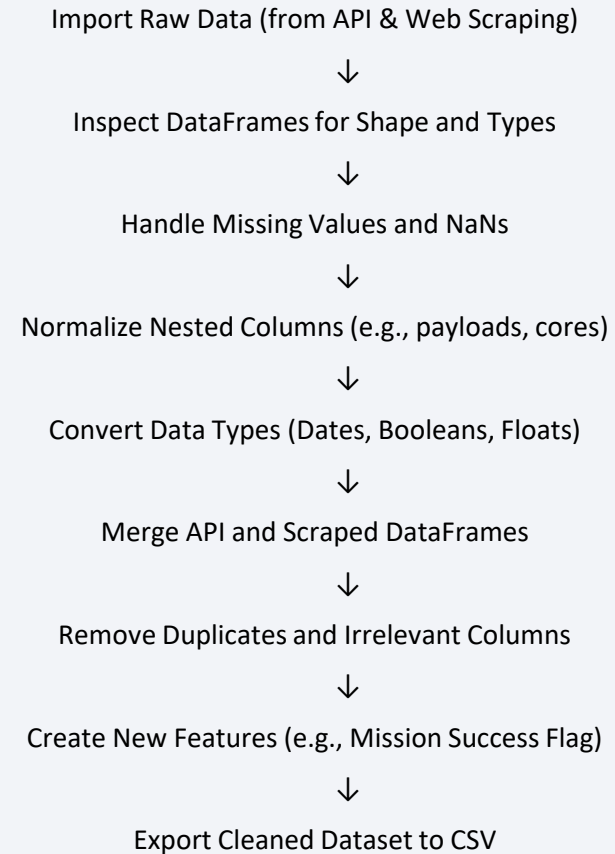 Import Raw Data (from API & Web Scraping)
↓
Inspect DataFrames for Shape and Types
↓
Handle Missing Values and NaNs
↓
Normalize Nested Columns (e.g., payloads, cores)
↓
Convert Data Types (Dates, Booleans, Floats)
↓
Merge API and Scraped DataFrames
↓
Remove Duplicates and Irrelevant Columns
↓
Create New Features (e.g., Mission Success Flag)
↓
Export Cleaned Dataset to CSV